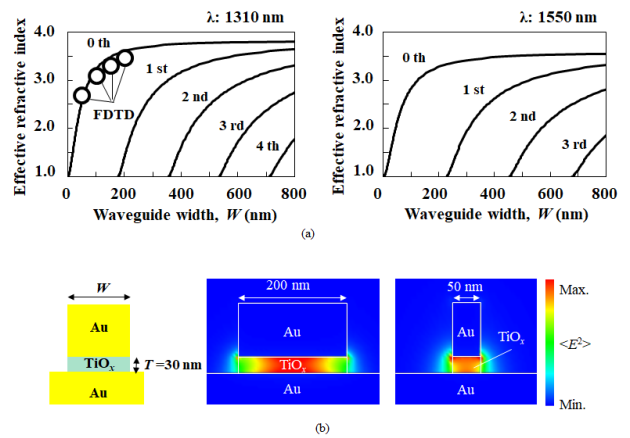 λ: 1310 nm
λ: 1550 nm
Effective refractive index
4.0
3.0
2.0
1.0
0 th
1 st
2 nd
3 rd
4 th
FDTD
0 200 400 600 800
Waveguide width, W (nm)
Effective refractive index
4.0
3.0
2.0
1.0
0 th
1 st
2 nd
3 rd
0 200 400 600 800
Waveguide width, W (nm)
(a)
W
Au
TiOx
T =30 nm
Au
200 nm
Au
TiOx
Au
50 nm
Au
TiOx
Au
Max.
<E2>
Min.
(b)